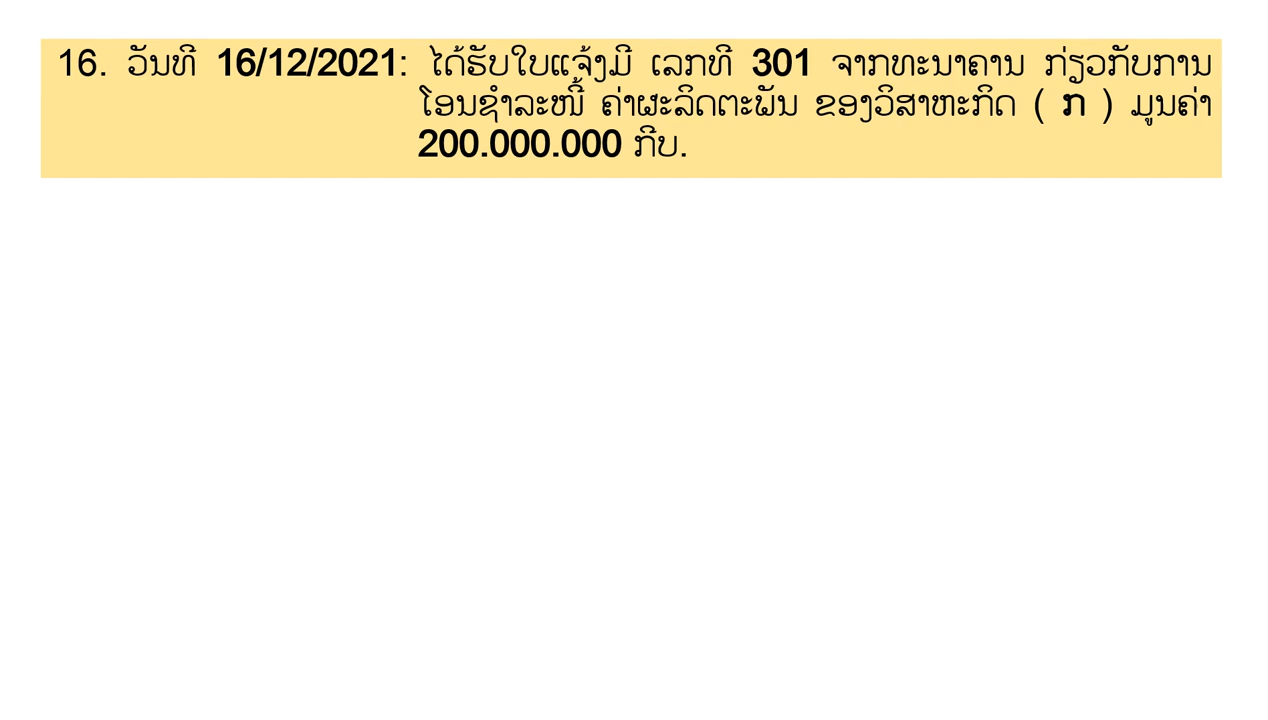 16. ວັນທີ 16/12/2021: ໄດ້ຮັບໃບແຈ້ງມີ ເລກທີ 301 ຈາກທະນາຄານ ກ່ຽວກັບການ
ໂອນຊຳລະໜີ້ ຄ່າຜະລິດຕະພັນ ຂອງວິສາຫະກິດ ( ກ ) ມູນຄ່າ
200.000.000 ກີບ.